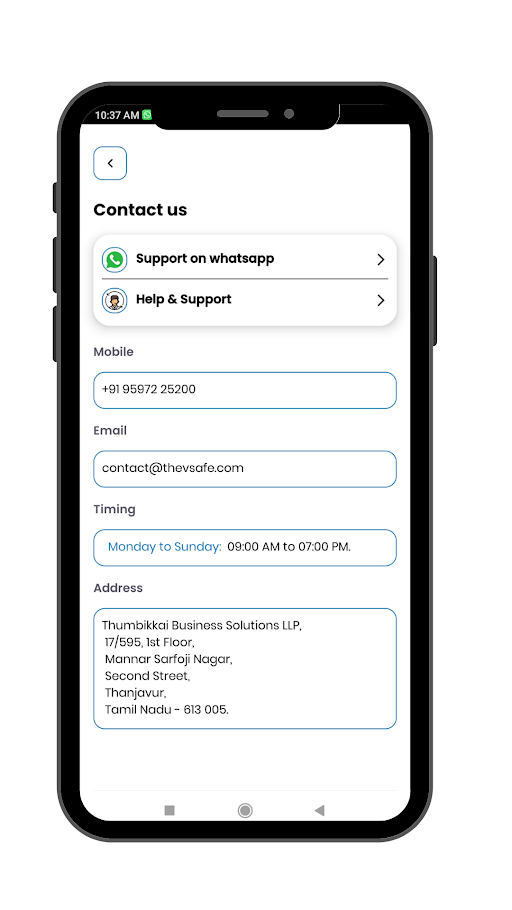 10:37 AM
Contact us
Support on whatsapp
Help & Support
Mobile
+91 95972 25200
Email
contact@thevsafe.com
Timing
Monday to Sunday: 09:00 AM to 07:00 PM.
Address
Thumbikkai Business Solutions LLP,
17/595, 1st Floor,
Mannar Sarfoji Nagar,
Second Street,
Thanjavur,
Tamil Nadu - 613 005.